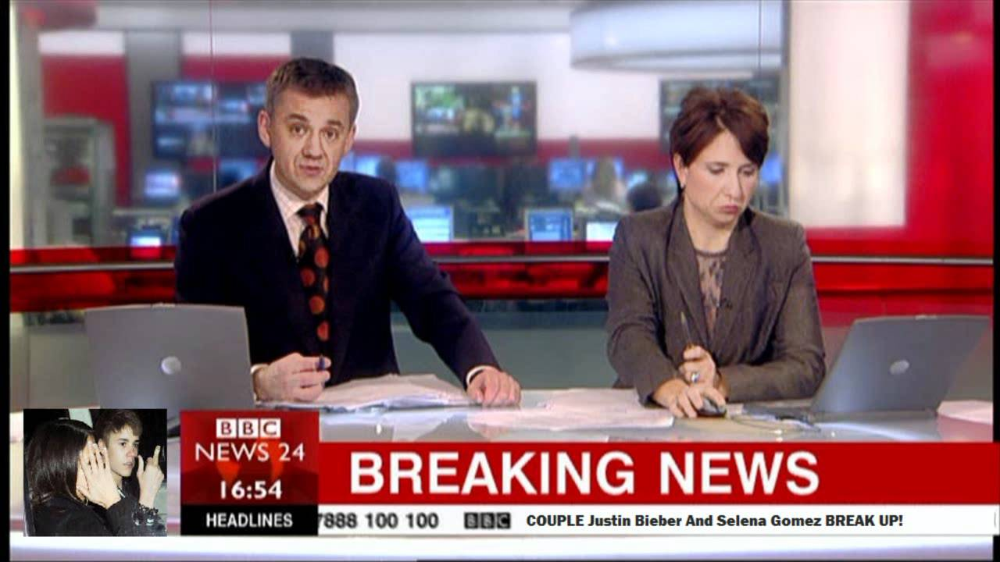 BBC
NEWS 24
16:54
HEADLINES
BREAKING NEWS
7888 100 100 BBC COUPLE Justin Bieber And Selena Gomez BREAK UP!